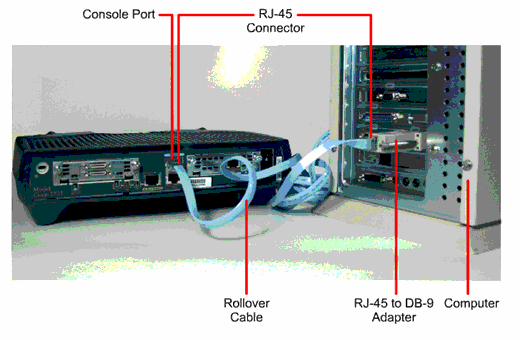 Console Port
RJ-45
Connector
Rollover
Cable
RJ-45 to DB-9
Adapter
Computer